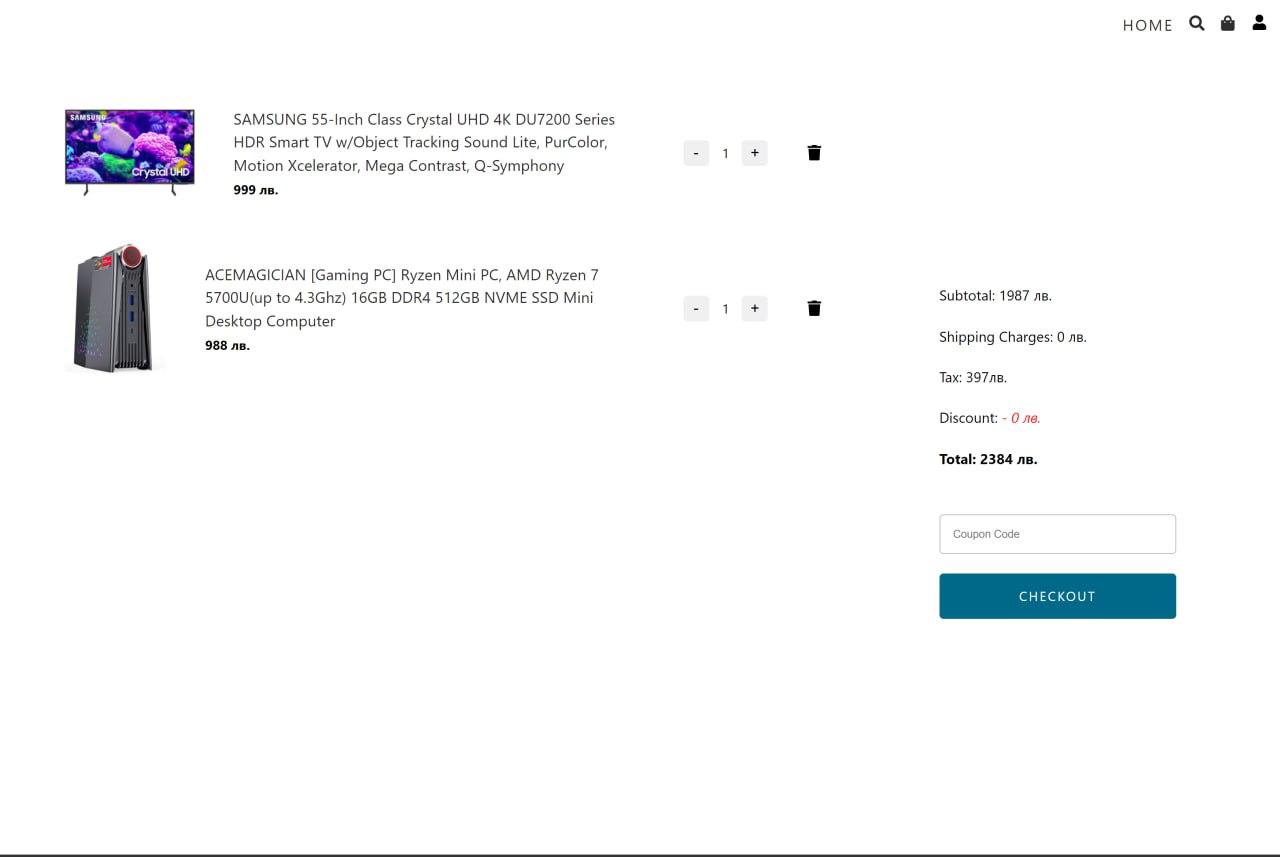 HOME
SAMSUNG
Crystal UHD
SAMSUNG 55-Inch Class Crystal UHD 4K DU7200 Series
HDR Smart TV w/Object Tracking Sound Lite, PurColor,
Motion Xcelerator, Mega Contrast, Q-Symphony
999 лв.
- 1 +
ACEMAGICIAN [Gaming PC] Ryzen Mini PC, AMD Ryzen 7
5700U(up to 4.3Ghz) 16GB DDR4 512GB NVME SSD Mini
Desktop Computer
988 лв.
- 1 +
Subtotal: 1987 лв.
Shipping Charges: 0 лв.
Tax: 397лв.
Discount: - 0 лв.
Total: 2384 лв.
Coupon Code
CHECKOUT